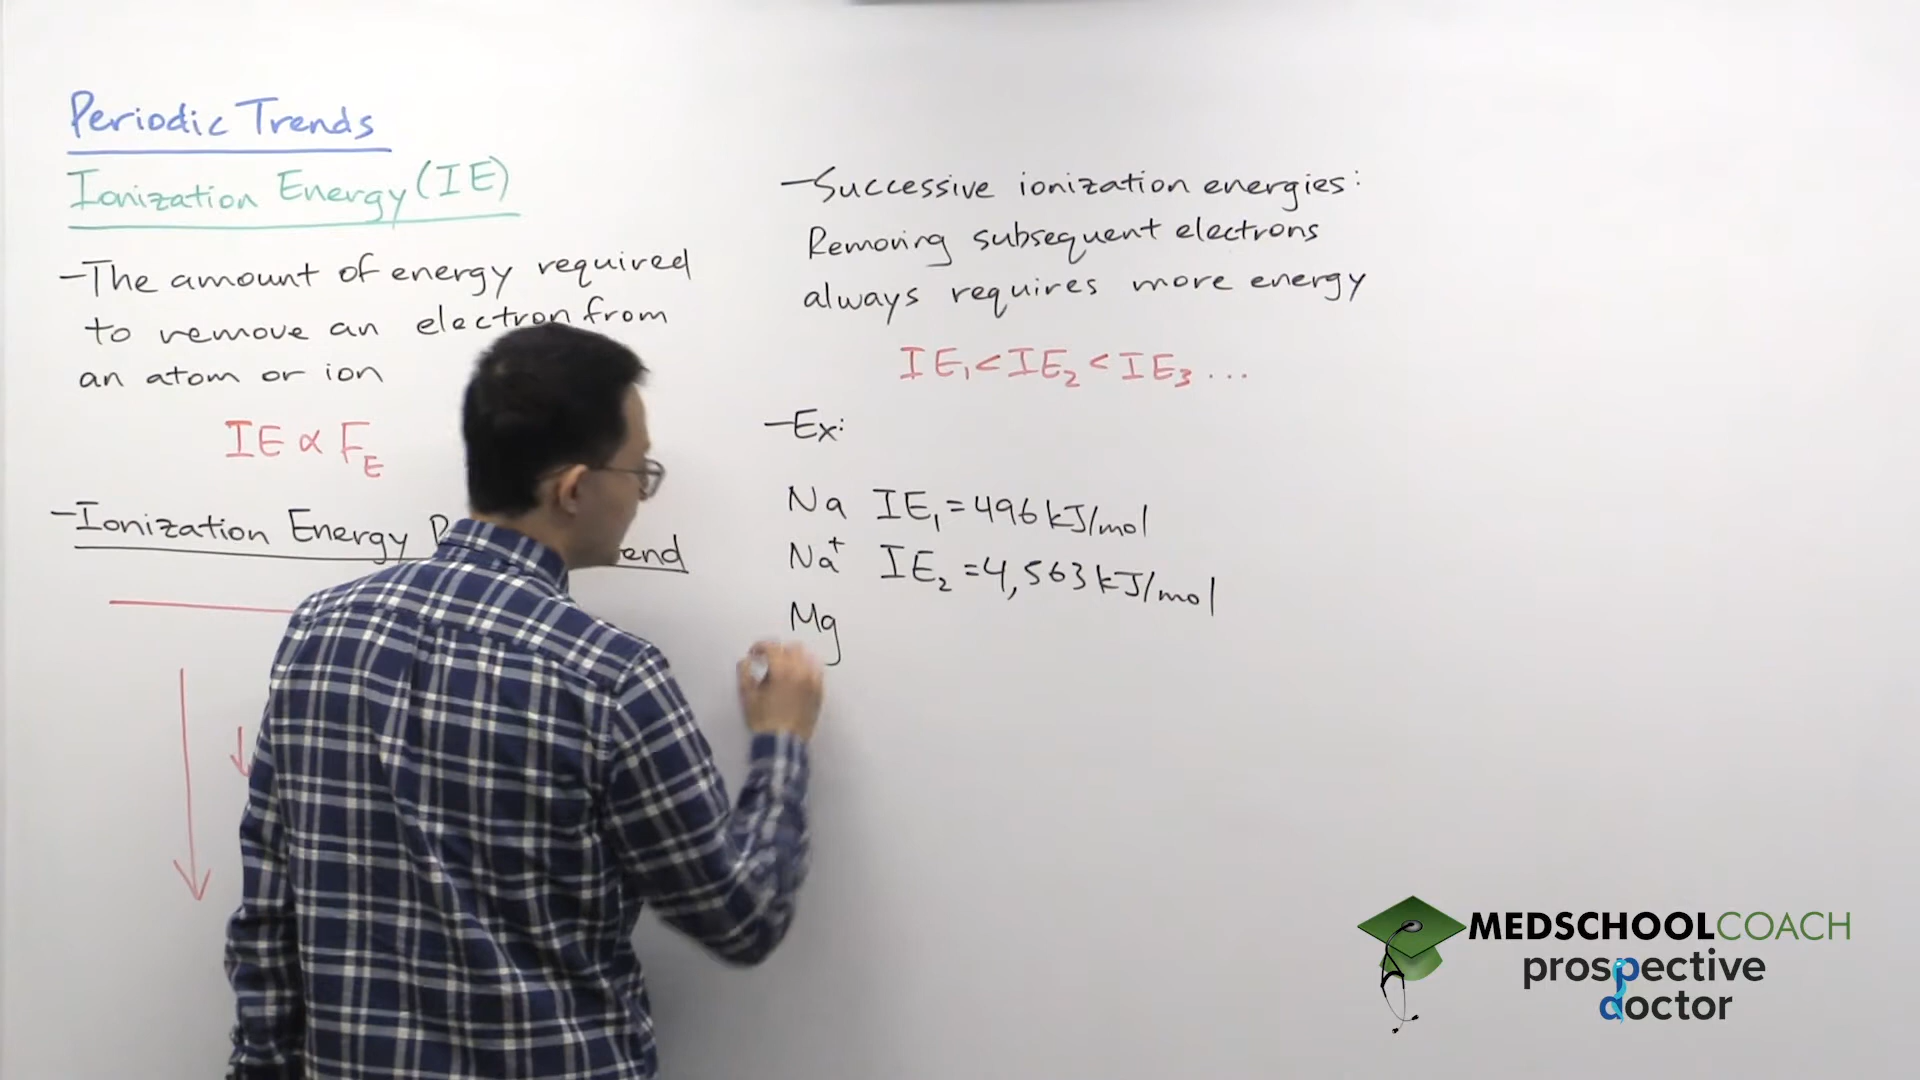 Periodic Trends
Ionization Energy (IE)
-The amount of energy required
to remove an electron from
an atom or ion
IE ∝ F_E
-Ionization Energy
-Successive ionization energies:
Removing subsequent electrons
always requires more energy
IE₁ < IE₂ < IE₃ ...
-Ex:
Na IE₁ = 496 kJ/mol
Na⁺ IE₂ = 4,563 kJ/mol
Mg
MEDSCHOOLCOACH
prospective
doctor